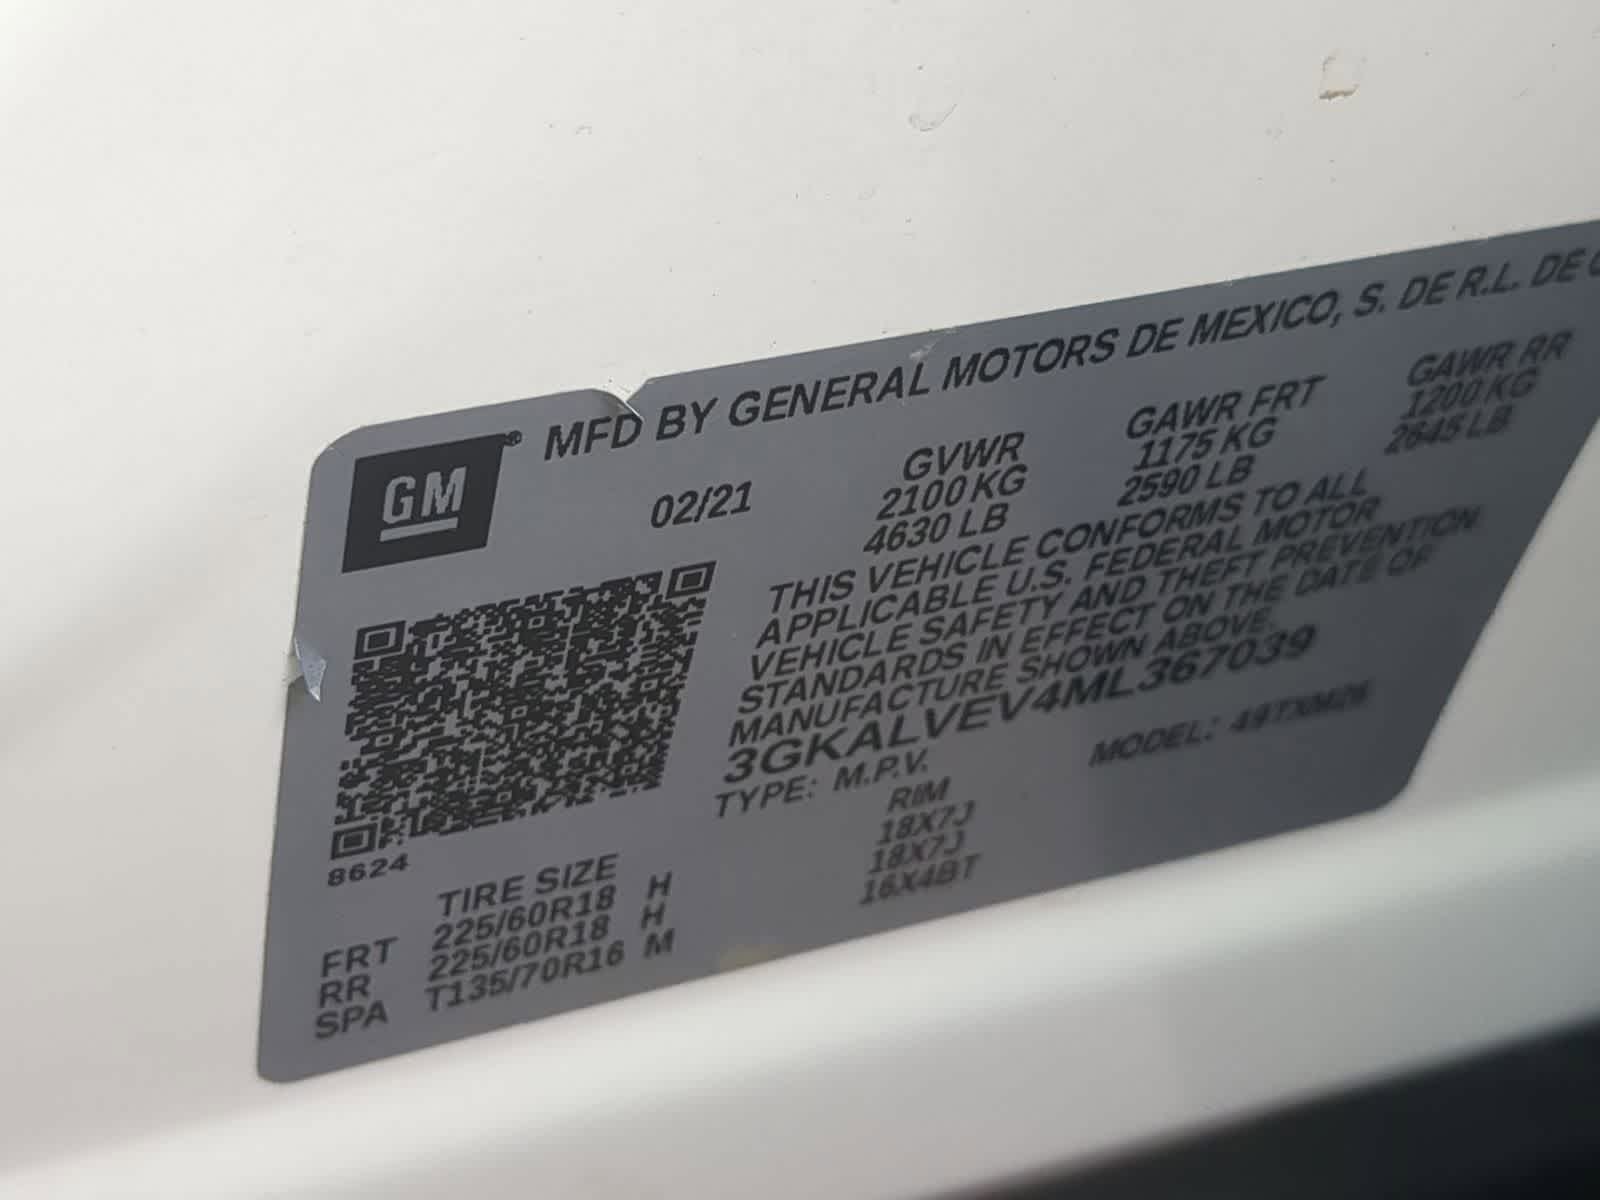 GM® MFD BY GENERAL MOTORS DE MEXICO, S. DE R.L. DE
02/21
GVWR GAWR FRT GAWR RR
2100 KG 1175 KG 1200 KG
4630 LB 2590 LB 2645 LB
THIS VEHICLE CONFORMS TO ALL
APPLICABLE U.S. FEDERAL MOTOR
VEHICLE SAFETY AND THEFT PREVENTION
STANDARDS IN EFFECT ON THE DATE OF
MANUFACTURE SHOWN ABOVE.
3GKALVEV4ML367039
TYPE: M.P.V. MODEL:
8624
TIRE SIZE RIM
FRT 225/60R18 H 18X7J
RR 225/60R18 H 18X7J
SPA T135/70R16 M 16X4BT